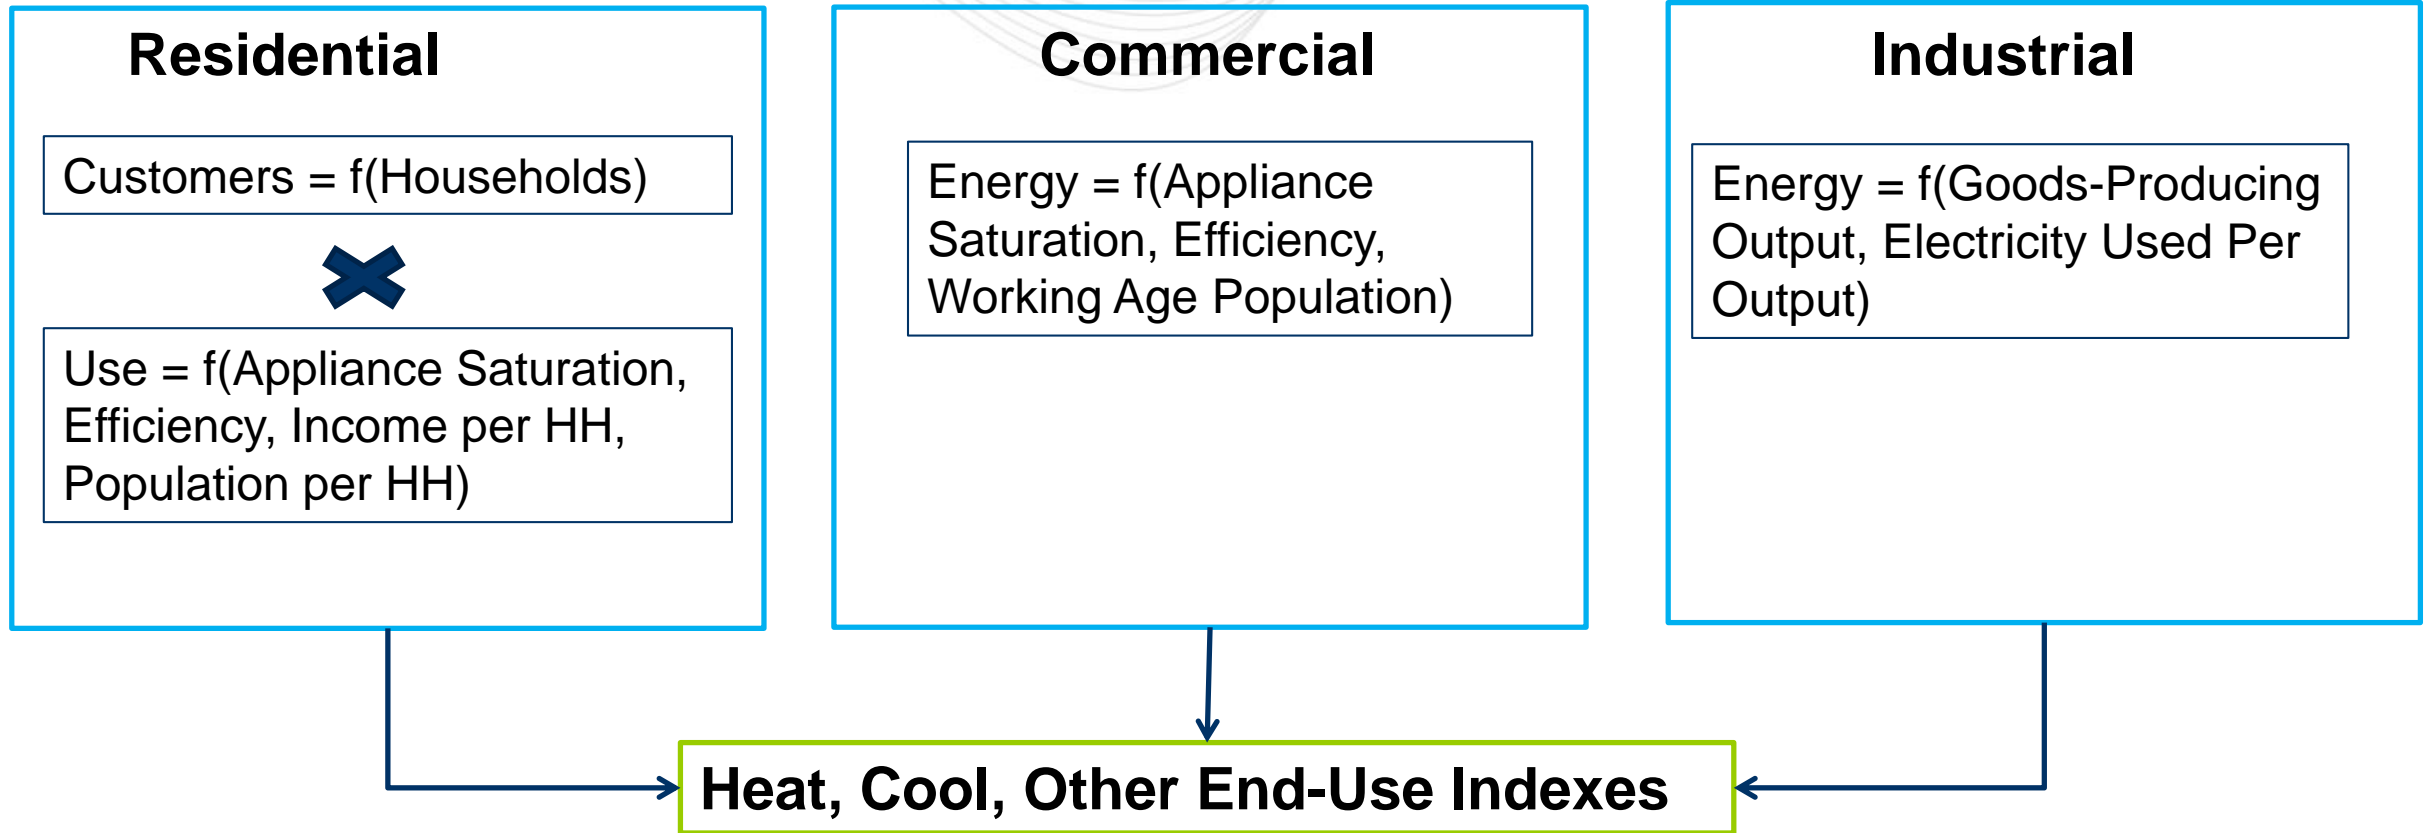 Residential
Customers = f(Households)
Use = f(Appliance Saturation,
Efficiency, Income per HH,
Population per HH)
Commercial
Energy = f(Appliance
Saturation, Efficiency,
Working Age Population)
Industrial
Energy = f(Goods-Producing
Output, Electricity Used Per
Output)
Heat, Cool, Other End-Use Indexes